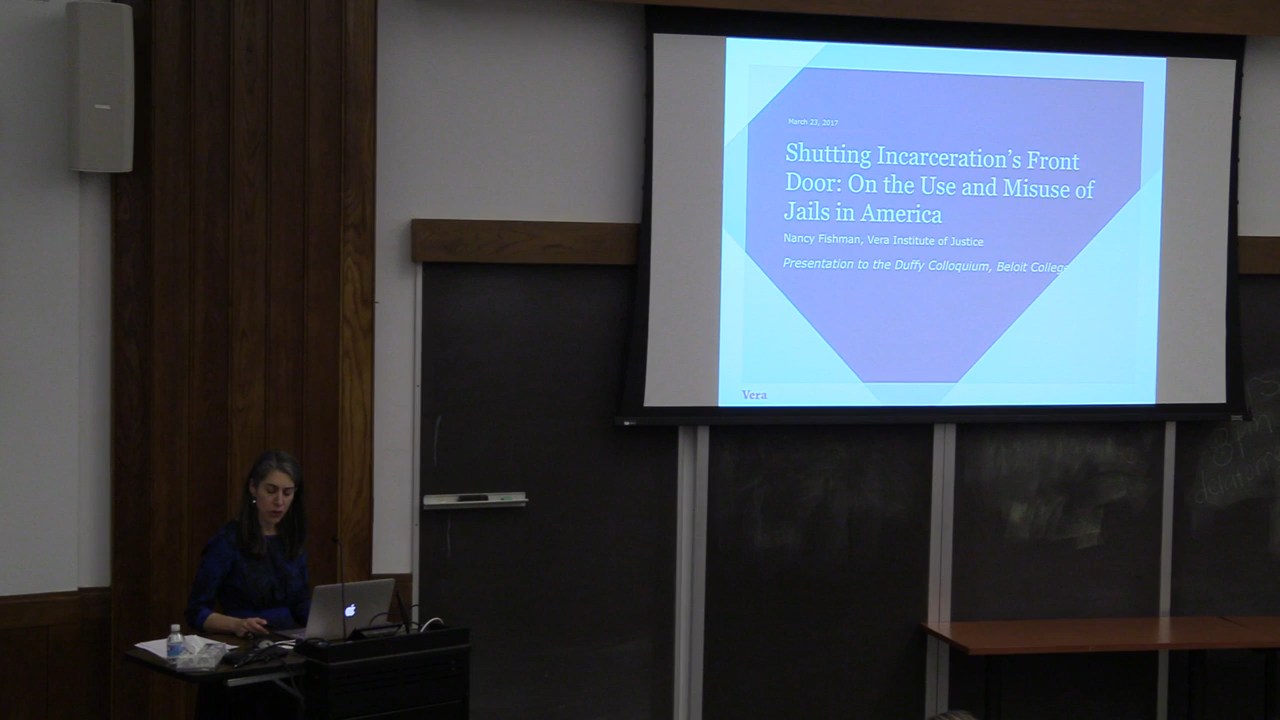 March 23, 2017
Shutting Incarceration's Front
Door: On the Use and Misuse of
Jails in America
Nancy Fishman, Vera Institute of Justice
Presentation to the Duffy Colloquium, Beloit College
Vera